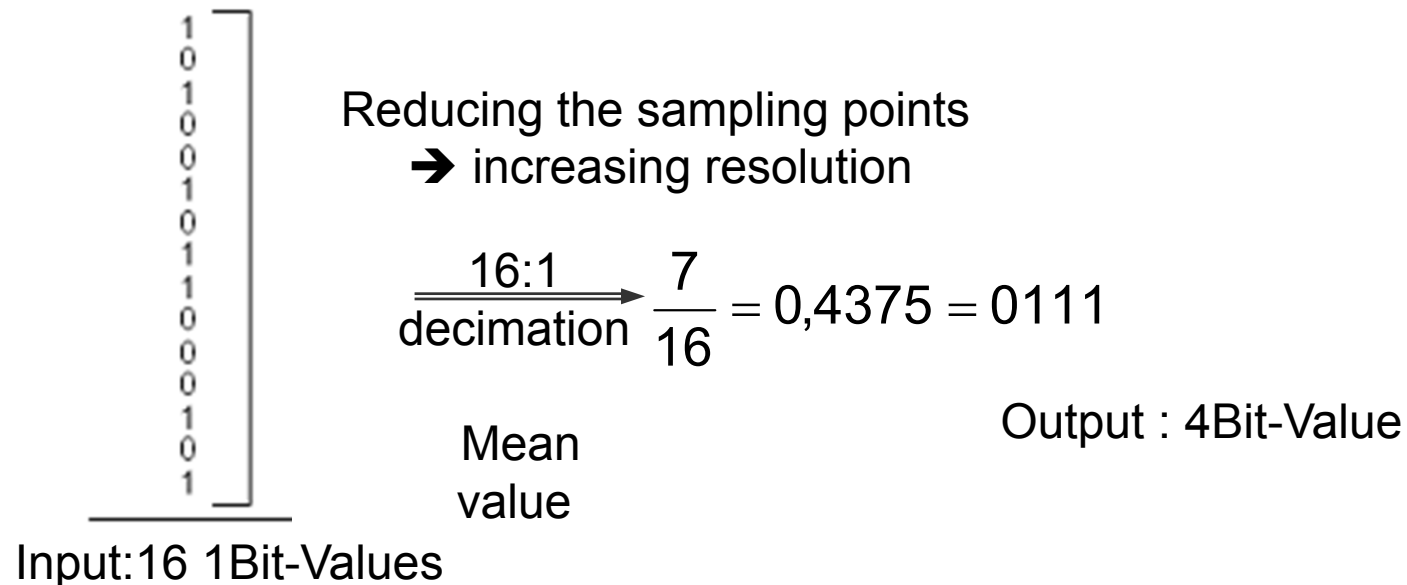 1
0
1
0
0
1
0
1
1
0
0
0
1
0
1
Reducing the sampling points
➔ increasing resolution
16:1
decimation
7
16
= 0,4375 = 0111
Mean
value
Output : 4Bit-Value
Input:16 1Bit-Values